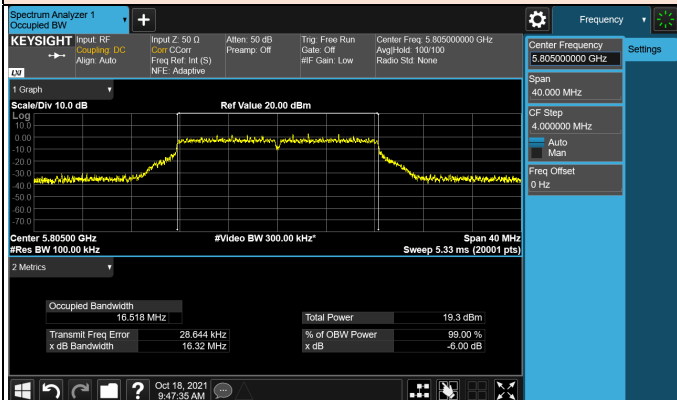 Spectrum Analyzer 1
Occupied BW
Frequency
KEYSIGHT
Input: RF
Coupling: DC
Align: Auto
Input Z: 50 Ω
Corr CCorr
Freq Ref: Int (S)
NFE: Adaptive
Atten: 50 dB
Preamp: Off
Trig: Free Run
Gate: Off
#IF Gain: Low
Center Freq: 5.805000000 GHz
Avg|Hold: 100/100
Radio Std: None
LXI
1 Graph
Scale/Div 10.0 dB
Ref Value 20.00 dBm
Log
10.0
0.00
-10.0
-20.0
-30.0
-40.0
-50.0
-60.0
-70.0
Center 5.80500 GHz
#Video BW 300.00 kHz*
Span 40 MHz
#Res BW 100.00 kHz
Sweep 5.33 ms (20001 pts)
2 Metrics
Occupied Bandwidth
16.518 MHz
Total Power 19.3 dBm
Transmit Freq Error 28.644 kHz
% of OBW Power 99.00 %
x dB Bandwidth 16.32 MHz
x dB -6.00 dB
Center Frequency
5.805000000 GHz
Settings
Span
40.000 MHz
CF Step
4.000000 MHz
Auto
Man
Freq Offset
0 Hz
?
Oct 18, 2021
9:47:35 AM